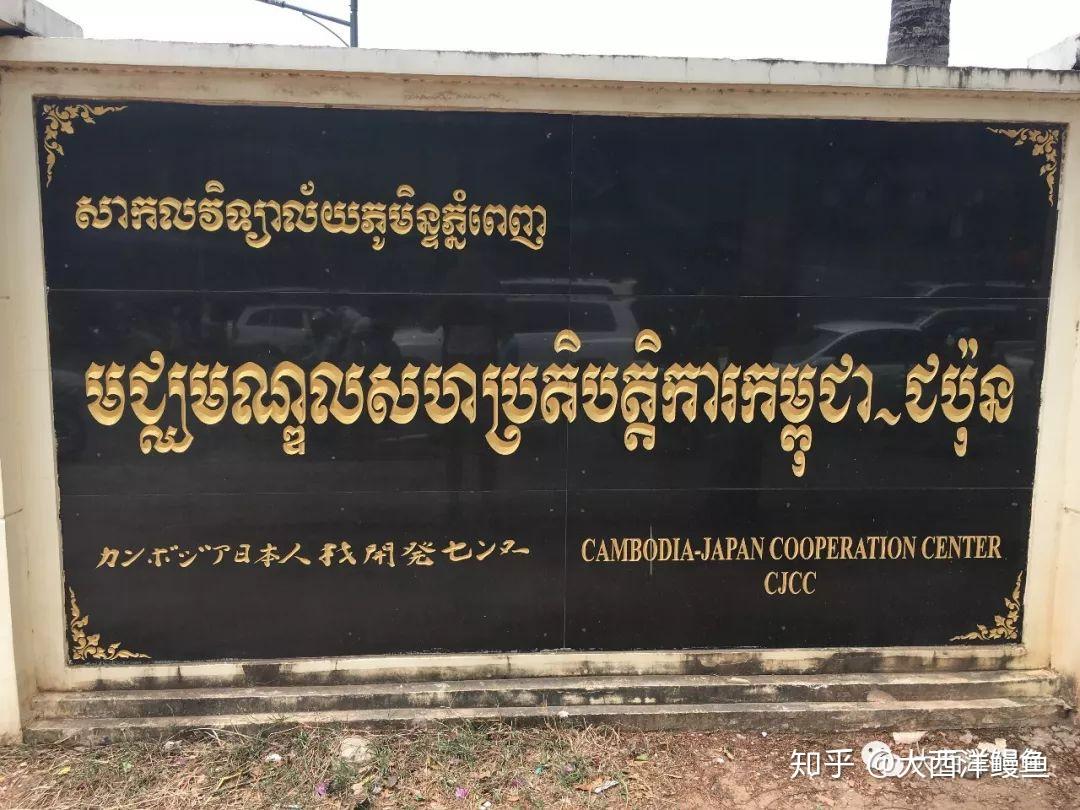 សាកលវិទ្យាល័យភូមិន្ទភ្នំពេញ
មជ្ឈមណ្ឌលសហប្រតិបត្តិការកម្ពុជា~ជប៉ុន
カンボジア日本人材開発センター
CAMBODIA-JAPAN COOPERATION CENTER
CJCC
知乎 @大西洋鳗鱼